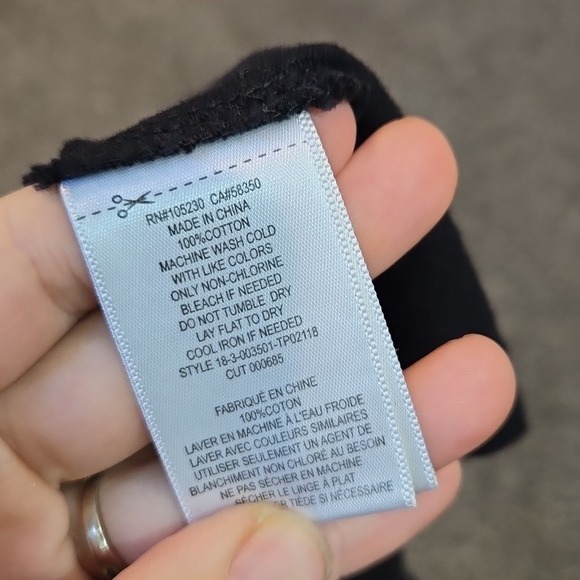 RN#105230 CA#58350
MADE IN CHINA
100%COTTON
MACHINE WASH COLD
WITH LIKE COLORS
ONLY NON-CHLORINE
BLEACH IF NEEDED
DO NOT TUMBLE DRY
LAY FLAT TO DRY
COOL IRON IF NEEDED
STYLE 18-3-003501-TP02118
CUT 000685
FABRIQUÉ EN CHINE
100%COTON
LAVER EN MACHINE À L'EAU FROIDE
LAVER AVEC COULEURS SIMILAIRES
UTILISER SEULEMENT UN AGENT DE
BLANCHIMENT NON CHLORÉ AU BESOIN
NE PAS SÉCHER EN MACHINE
SÉCHER LE LINGE À PLAT
TIÈDE SI NÉCESSAIRE